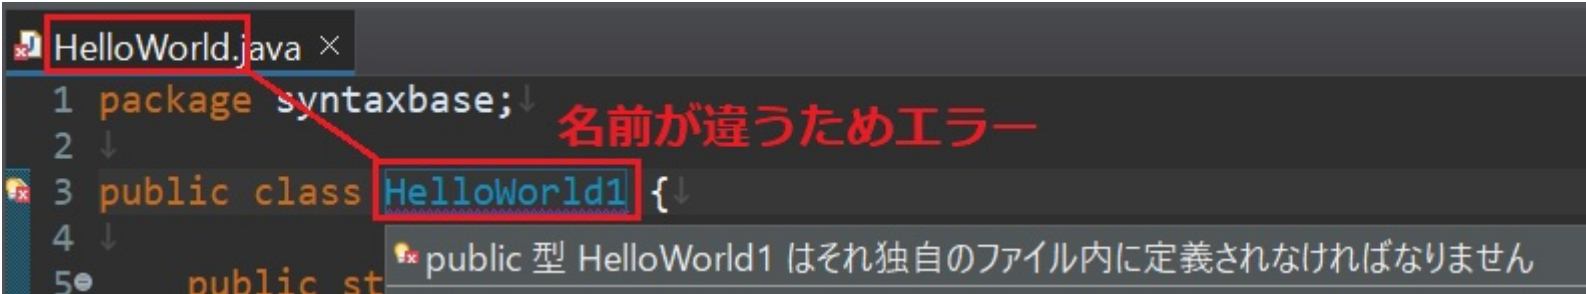 HelloWorld.java ×
1 package syntaxbase;↓
名前が違うためエラー
2 ↓
3 public class HelloWorld1 {↓
4 ↓
public 型 HelloWorld1 はそれ独自のファイル内に定義されなければなりません
5 public st